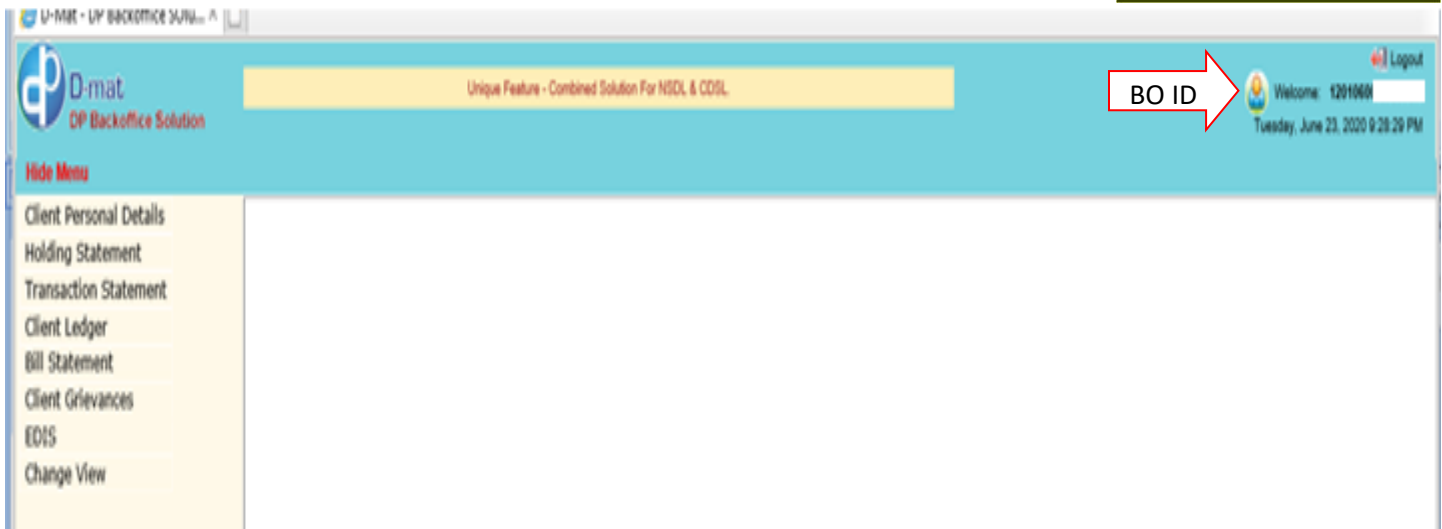 D-Mat - DP Backoffice Solu...
D-mat
DP Backoffice Solution
Unique Feature - Combined Solution For NSDL & CDSL.
BO ID
Logout
Welcome: 1201060
Tuesday, June 23, 2020 9:28:29 PM
Hide Menu
Client Personal Details
Holding Statement
Transaction Statement
Client Ledger
Bill Statement
Client Grievances
EDIS
Change View